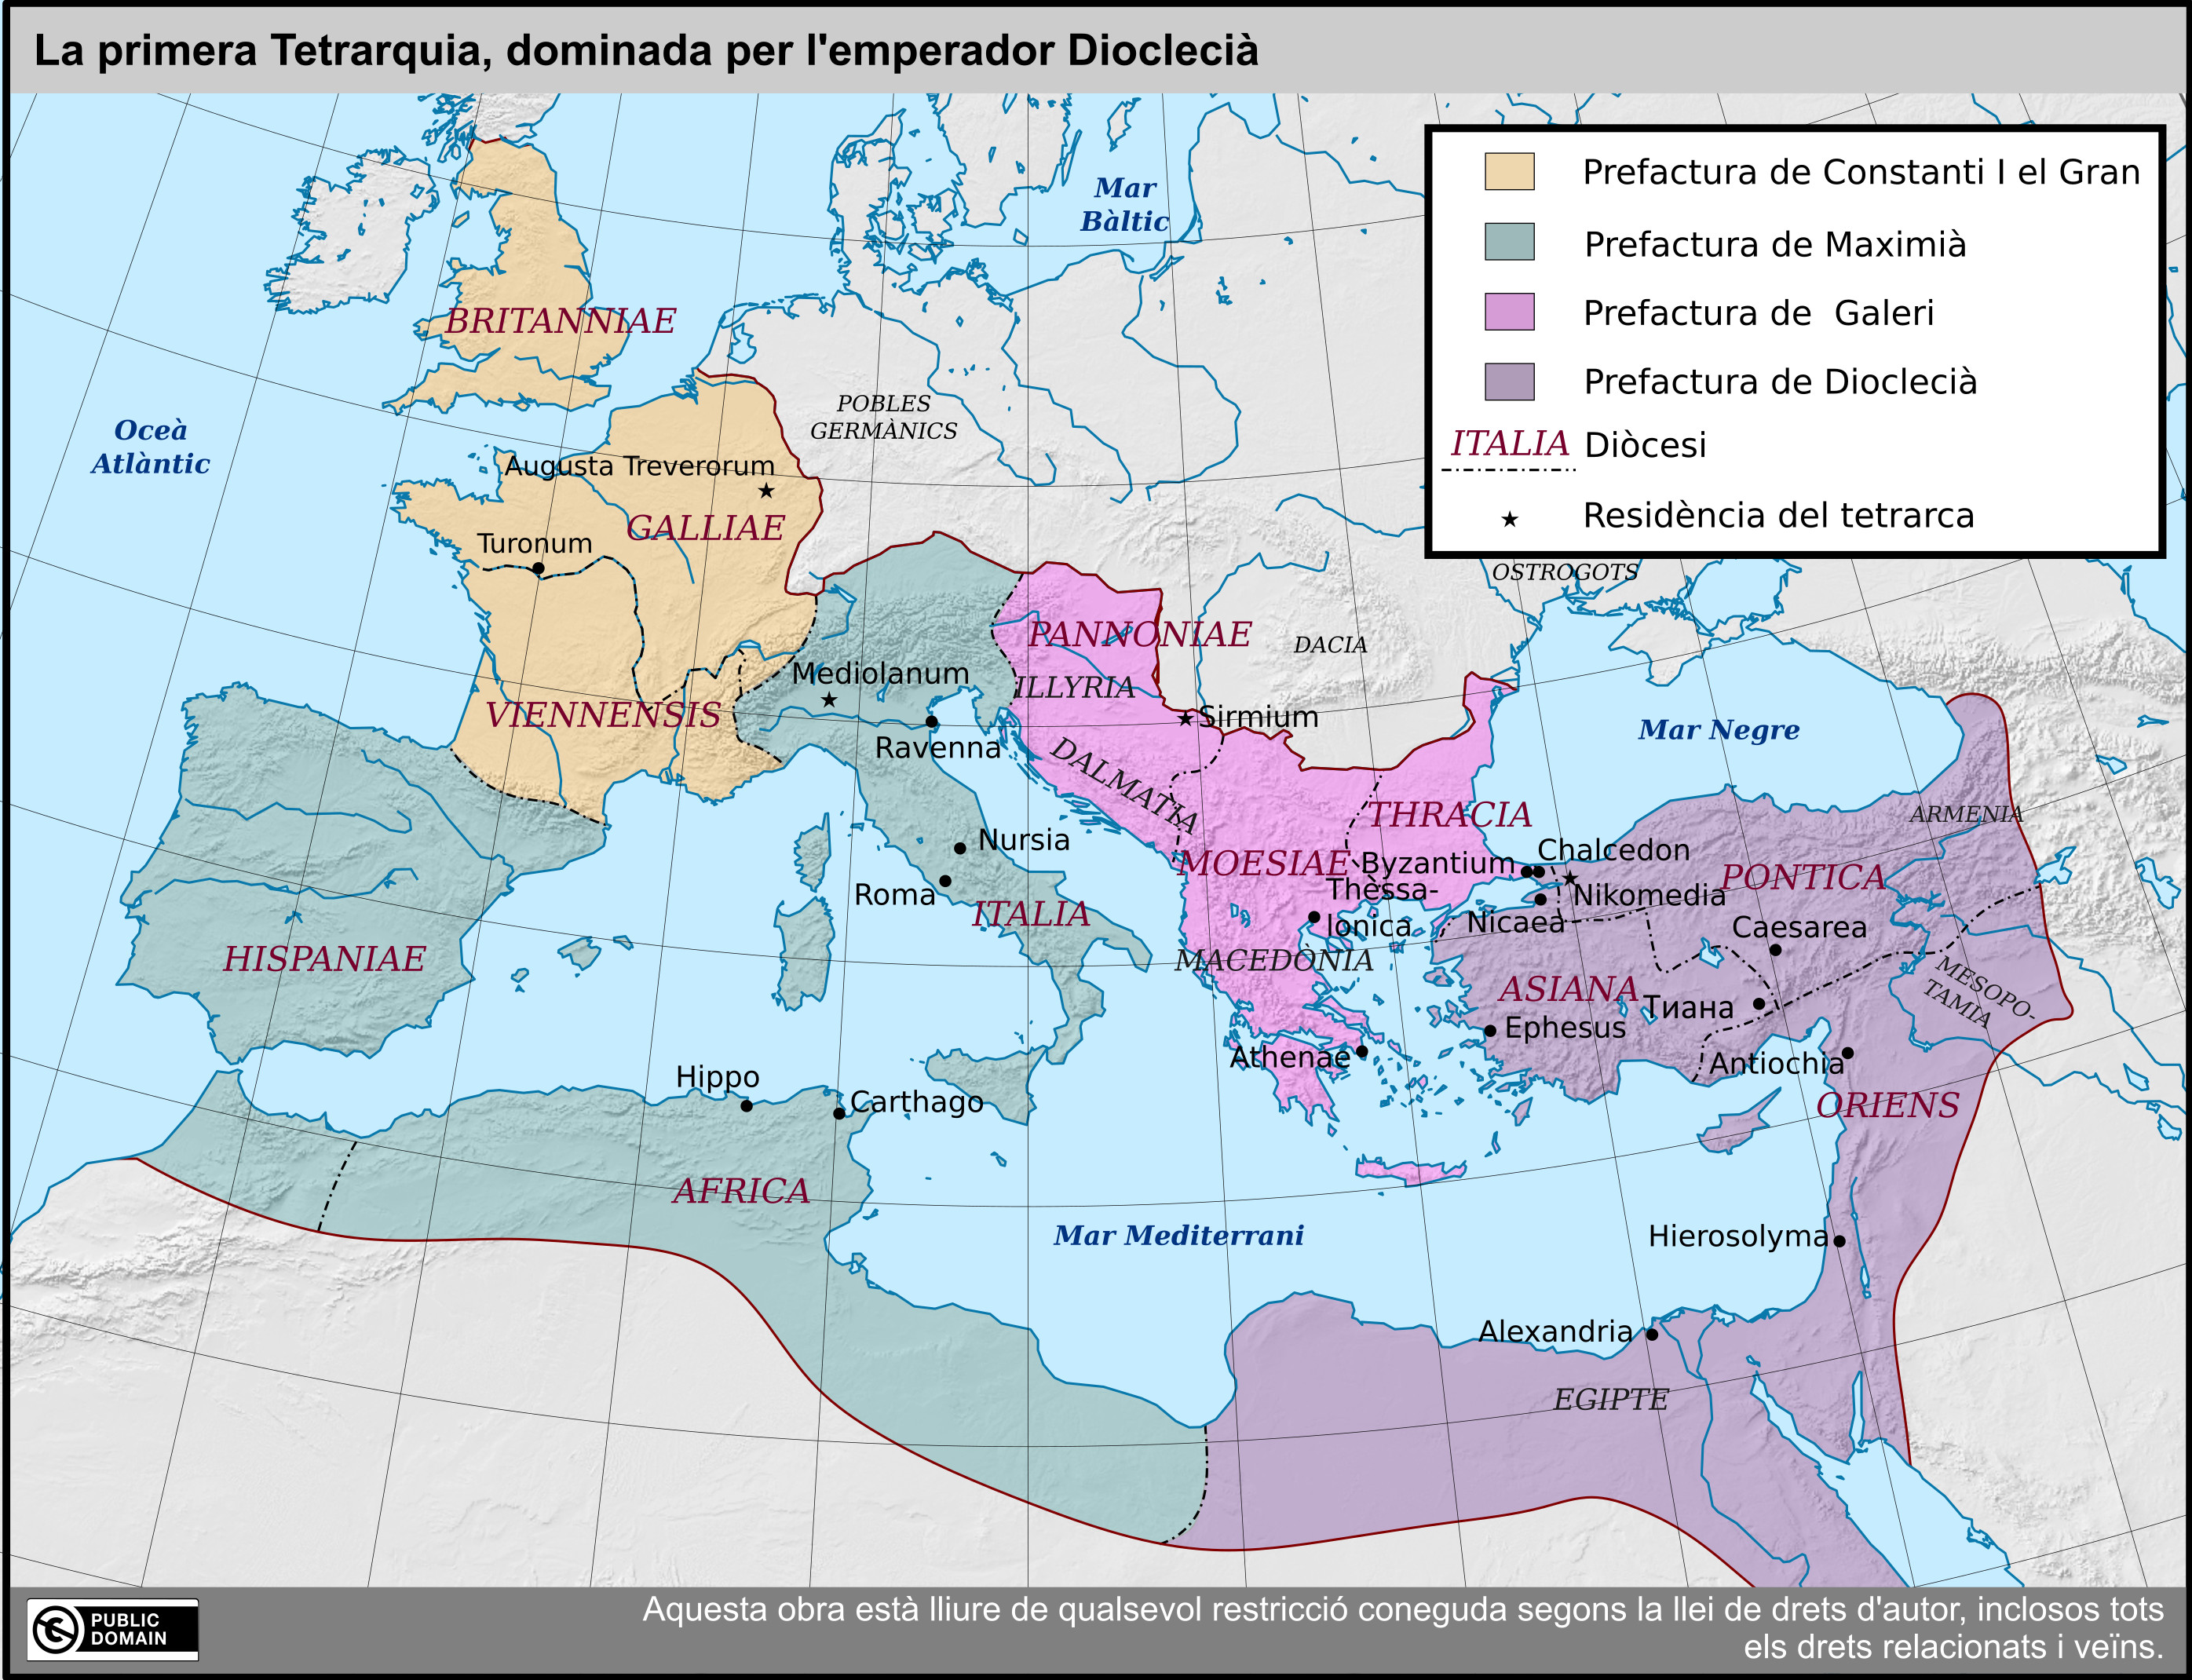 La primera Tetrarquia, dominada per l'emperador Dioclecià
Prefactura de Constanti I el Gran
Prefactura de Maximià
Prefactura de Galeri
Prefactura de Dioclecià
ITALIA Diòcesi
Residència del tetrarca
Mar
Bàltic
BRITANNIAE
Oceà
Atlàntic
POBLES
GERMÀNICS
Augusta Treverorum
GALLIAE
Turonum
OSTROGOTS
PANNONIAE
DACIA
Mediolanum
ILLYRIA
VIENNENSIS
Sirmium
Mar Negre
Ravenna
DALMATIA
THRACIA
ARMENIA
Nursia
MOESIAE
Byzantium
Chalcedon
PONTICA
Roma
Thèssa-
lonica
Nikomedia
ITALIA
Nicaea
Caesarea
HISPANIAE
MACEDÒNIA
MESOPO-
TAMIA
ASIANA
Тиана
Ephesus
Athenae
Antiochia
Hippo
Carthago
ORIENS
AFRICA
Mar Mediterrani
Hierosolyma
Alexandria
EGIPTE
PUBLIC
DOMAIN
Aquesta obra està lliure de qualsevol restricció coneguda segons la llei de drets d'autor, inclosos tots
els drets relacionats i veïns.